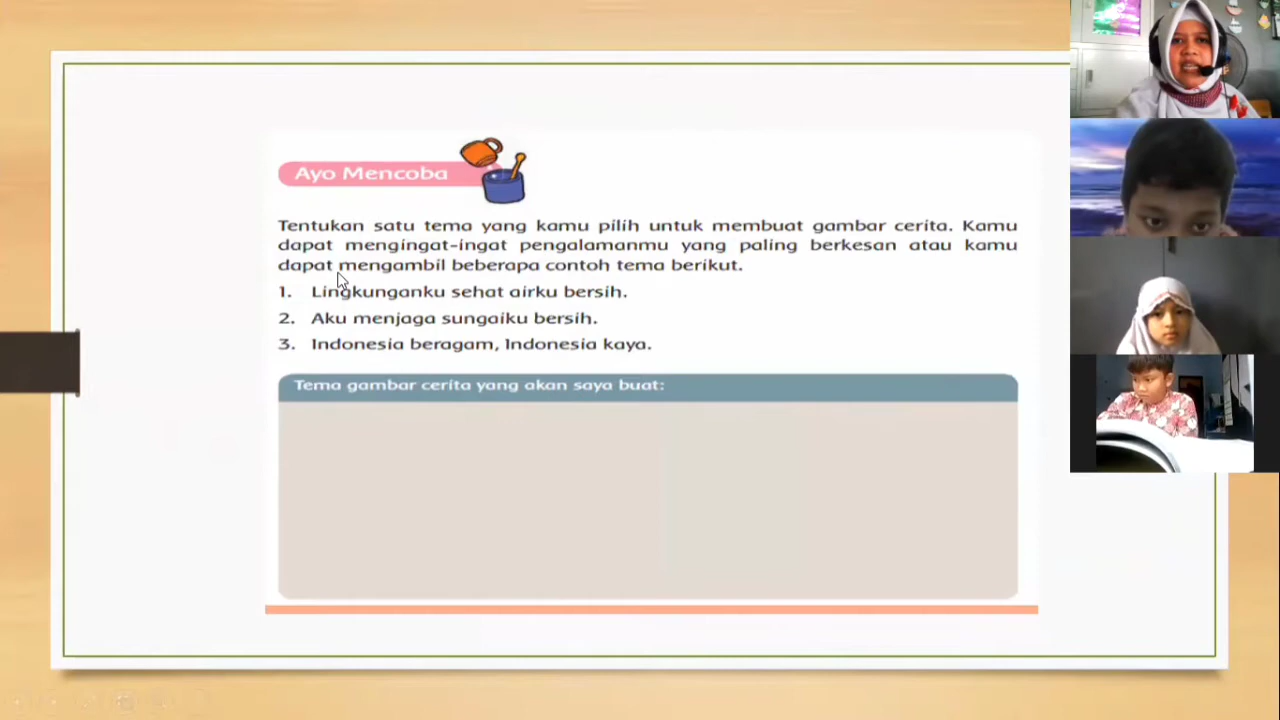 Ayo Mencoba
Tentukan satu tema yang kamu pilih untuk membuat gambar cerita. Kamu
dapat mengingat-ingat pengalamanmu yang paling berkesan atau kamu
dapat mengambil beberapa contoh tema berikut.
1. Lingkunganku sehat airku bersih.
2. Aku menjaga sungaiku bersih.
3. Indonesia beragam, Indonesia kaya.
Tema gambar cerita yang akan saya buat: